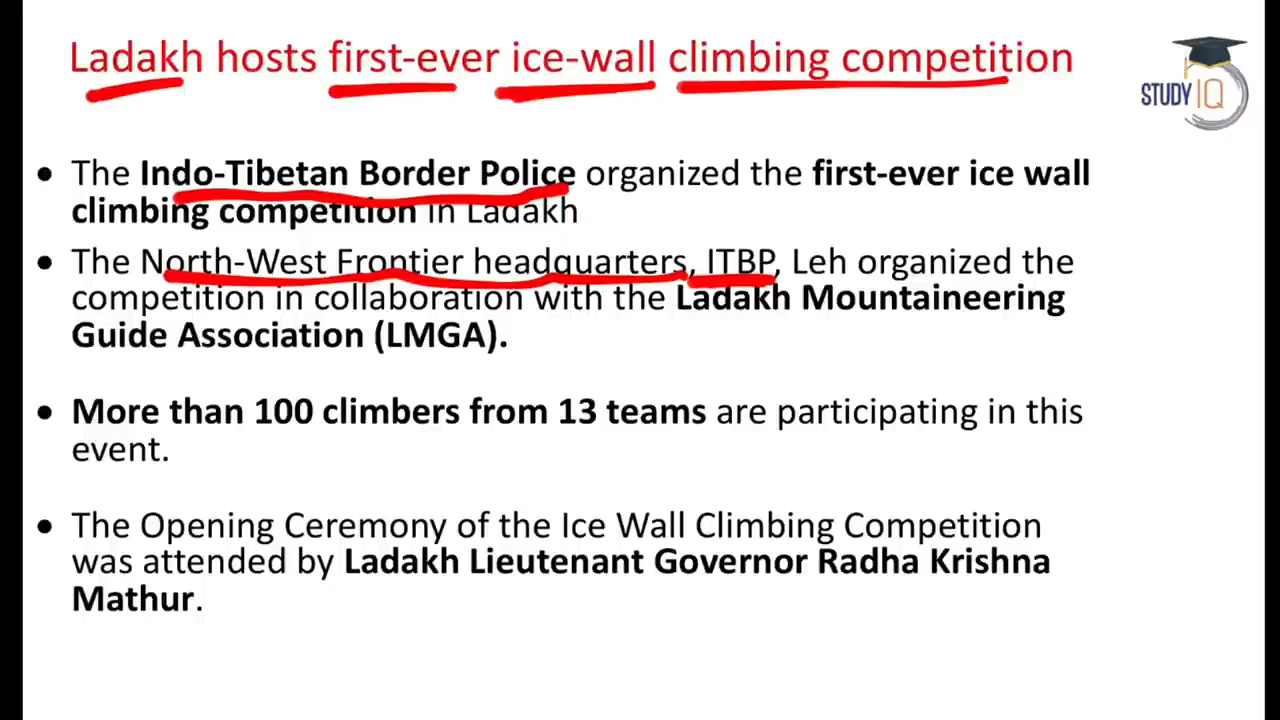 Ladakh hosts first-ever ice-wall climbing competition
STUDY IQ
• The Indo-Tibetan Border Police organized the first-ever ice wall
climbing competition in Ladakh
• The North-West Frontier headquarters, ITBP, Leh organized the
competition in collaboration with the Ladakh Mountaineering
Guide Association (LMGA).
• More than 100 climbers from 13 teams are participating in this
event.
• The Opening Ceremony of the Ice Wall Climbing Competition
was attended by Ladakh Lieutenant Governor Radha Krishna
Mathur.